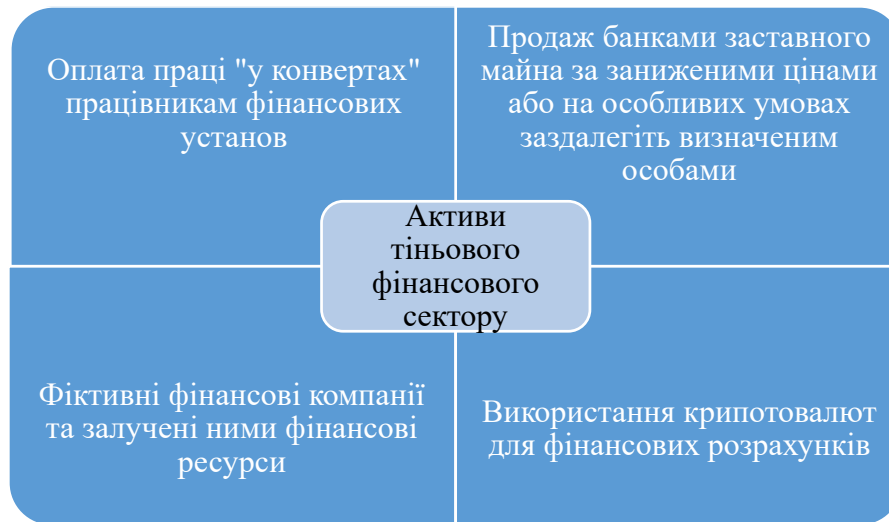 Оплата праці "у конвертах"
працівникам фінансових
установ
Продаж банками заставного
майна за заниженими цінами
або на особливих умовах
заздалегіть визначеним
особами
Активи
тіньового
фінансового
сектору
Фіктивні фінансові компанії
та залучені ними фінансові
ресурси
Використання крипотовалют
для фінансових розрахунків